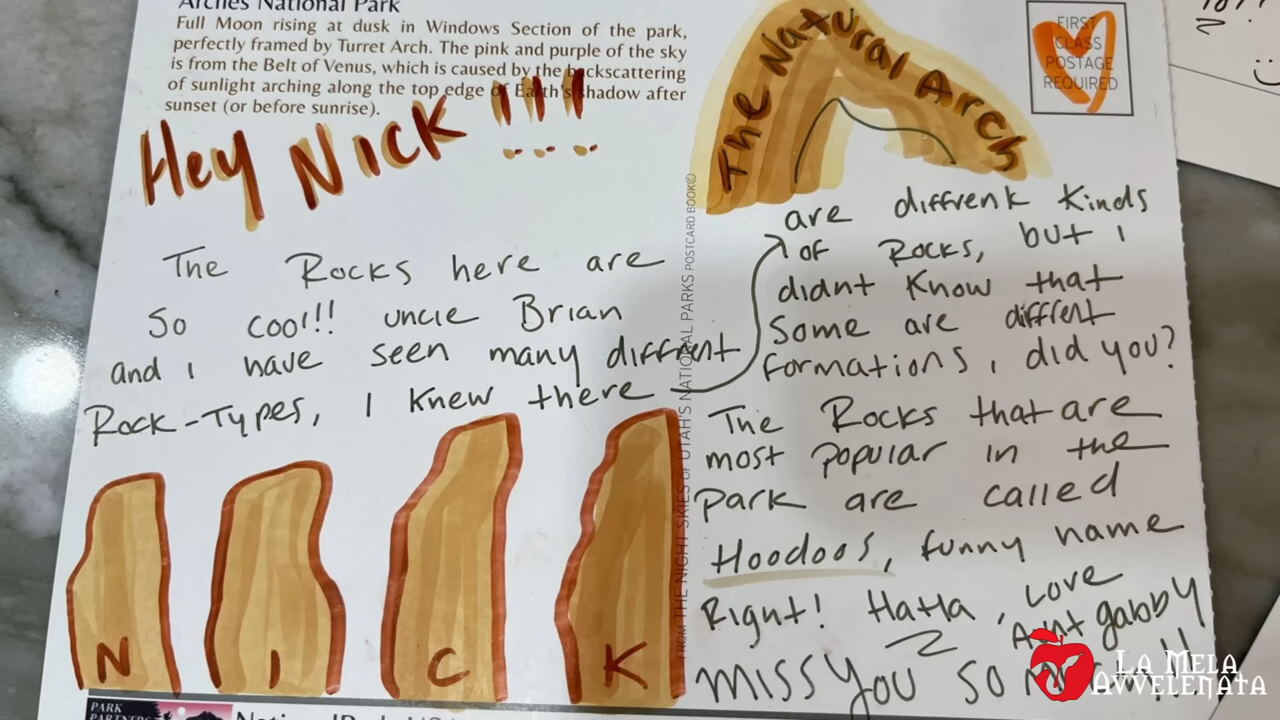 Arches National Park
Full Moon rising at dusk in Windows Section of the park,
perfectly framed by Turret Arch. The pink and purple of the sky
is from the Belt of Venus, which is caused by the backscattering
of sunlight arching along the top edge of Earth's shadow after
sunset (or before sunrise).
Hey NICK !!!
The Rocks here are
So cool!! uncle Brian
and i have seen many diffrent
Rock-Types, I knew there
N I C K
The Natural Arch
FIRST
CLASS
POSTAGE
REQUIRED
are diffrenk Kinds
of Rocks, but i
didnt Know that
Some are diffrent
formations, did you?
The Rocks that are
most popular in the
park are called
Hoodoos, funny name
Right! HaHa, Love
Aunt gabby
miss you so
FROM THE NIGHT SKIES OF UTAH'S NATIONAL PARKS POSTCARD BOOK©
PARK
LA MELA
AVVELENATA